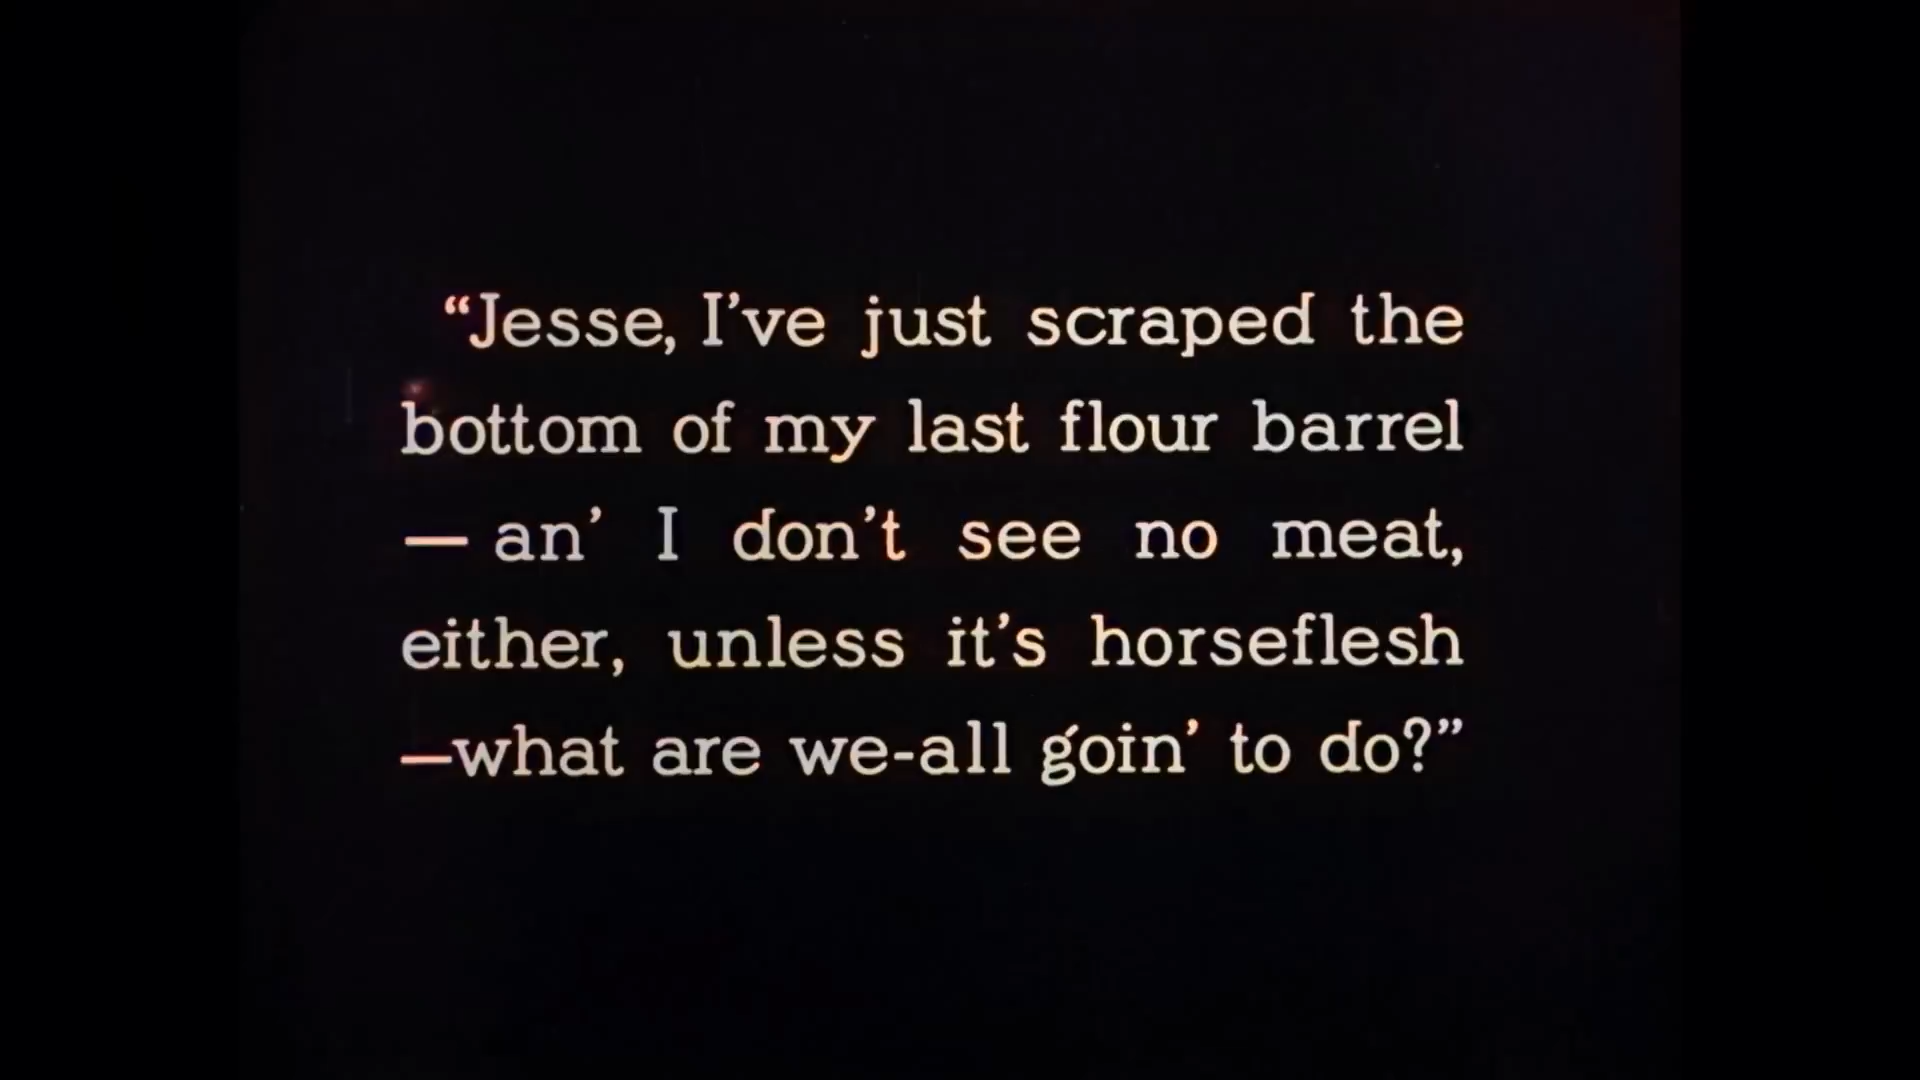 “Jesse, I’ve just scraped the
bottom of my last flour barrel
— an’ I don’t see no meat,
either, unless it’s horseflesh
—what are we-all goin’ to do?”